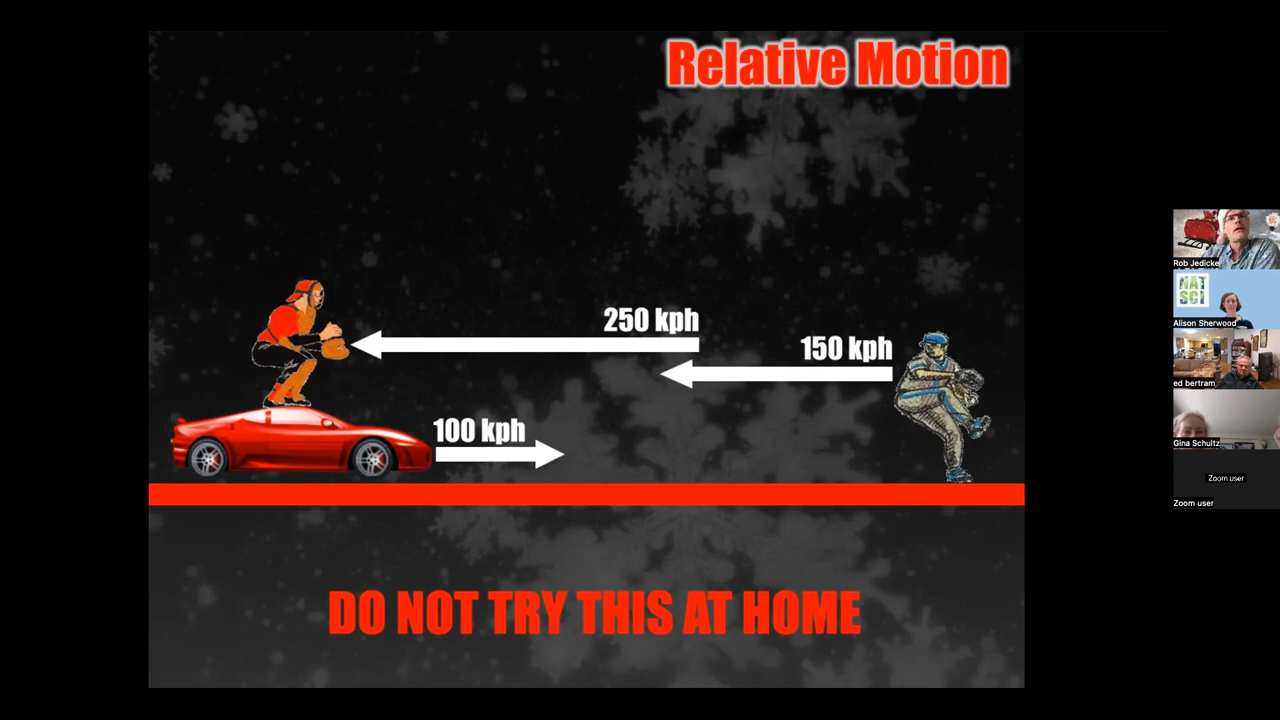 Relative Motion
250 kph
150 kph
100 kph
DO NOT TRY THIS AT HOME
Rob Jedicke
NAT
SCI
Alison Sherwood
ed bertram
Gina Schultz
Zoom user
Zoom user